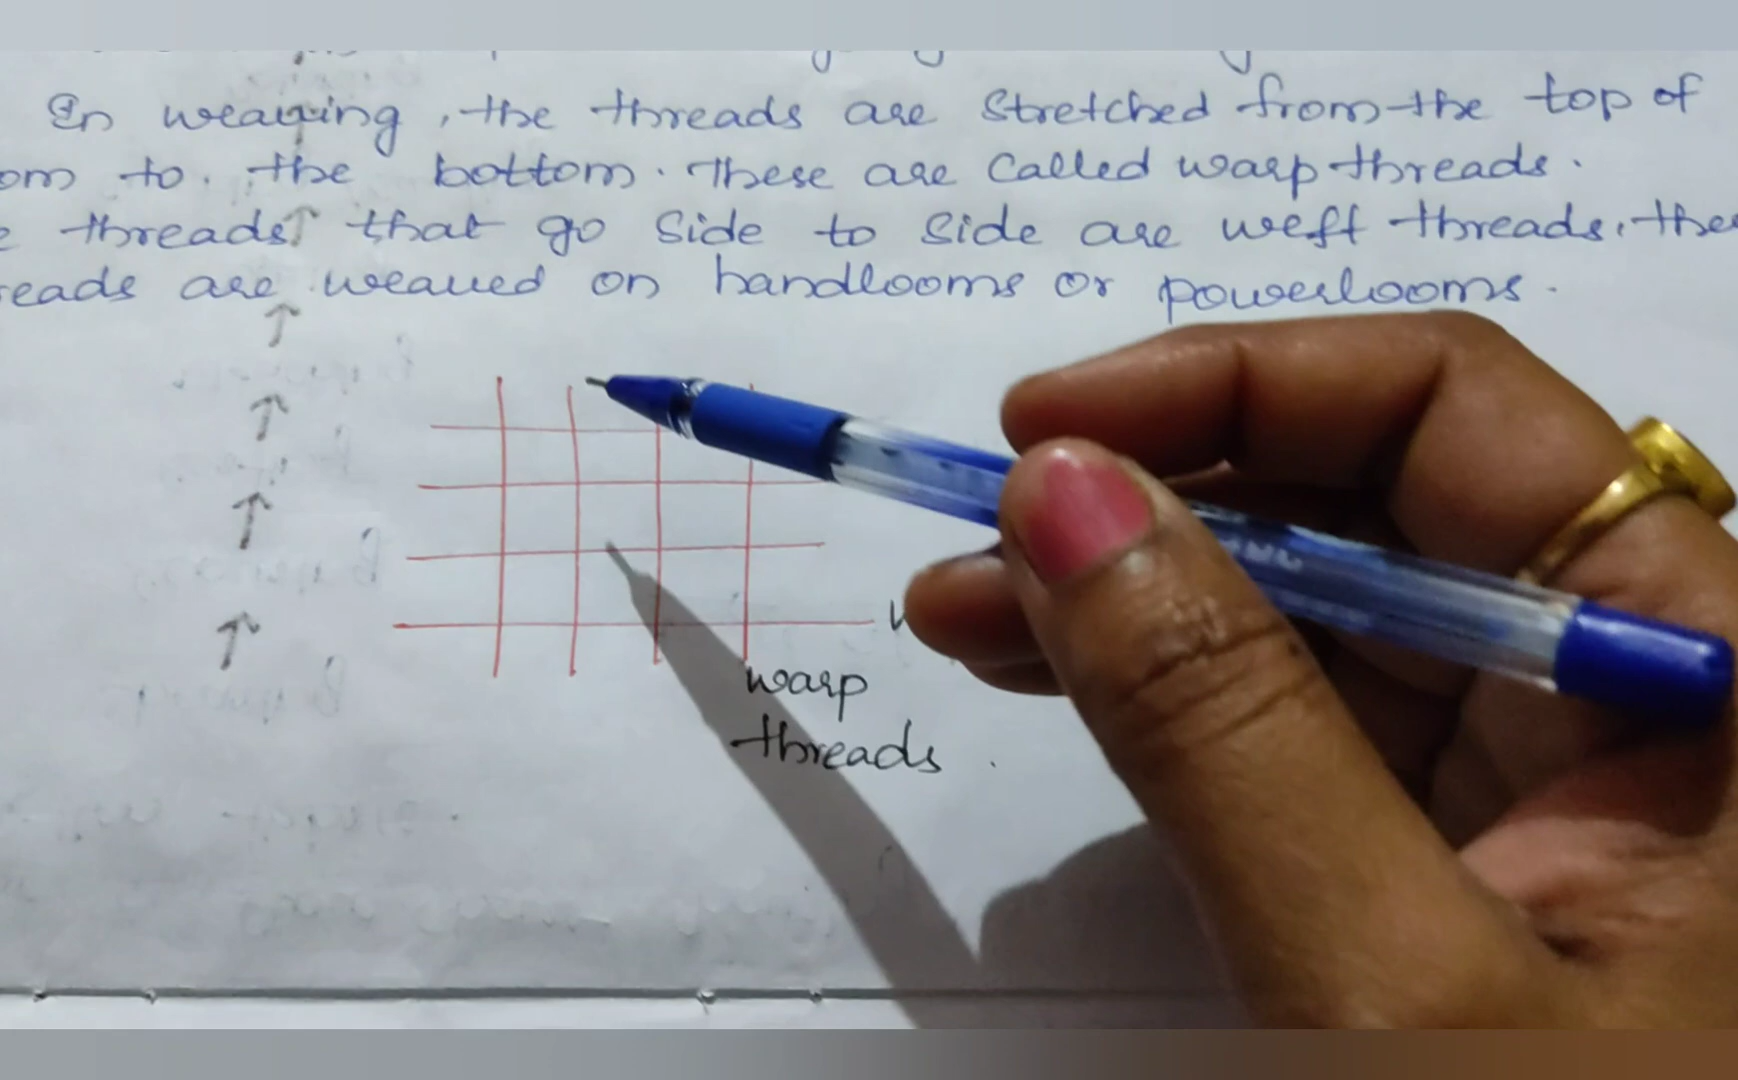 In weaving, the threads are stretched from the top of
om to the bottom. These are called warp threads.
e threads that go side to side are weft threads, the
reads are weaved on handlooms or powerlooms.
warp
threads.